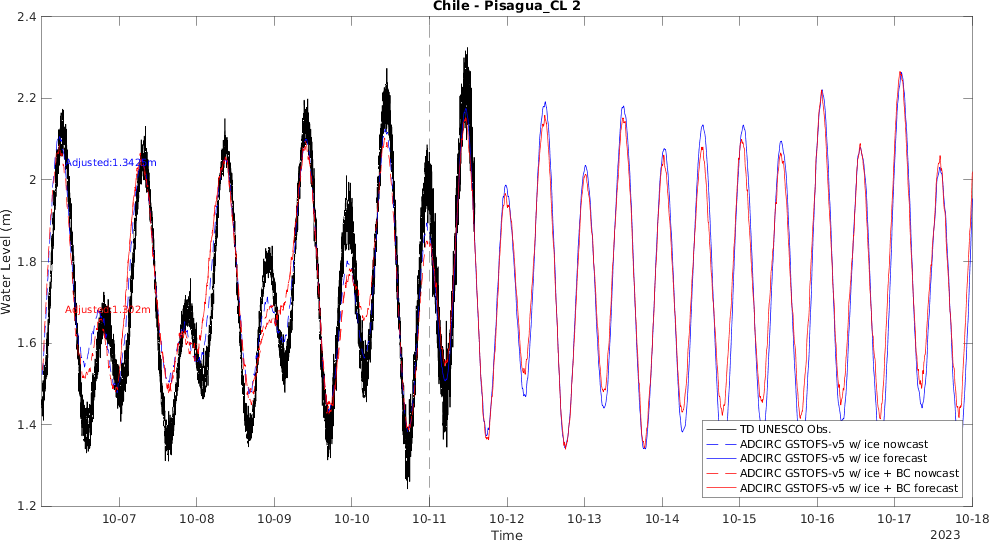 Chile - Pisagua_CL 2
2.4
2.2
2
1.8
1.6
1.4
1.2
Water Level (m)
Adjusted:1.342m
Adjusted:1.302m
TD UNESCO Obs.
ADCIRC GSTOFS-v5 w/ ice nowcast
ADCIRC GSTOFS-v5 w/ ice forecast
ADCIRC GSTOFS-v5 w/ ice + BC nowcast
ADCIRC GSTOFS-v5 w/ ice + BC forecast
10-07 10-08 10-09 10-10 10-11 10-12 10-13 10-14 10-15 10-16 10-17 10-18
Time
2023